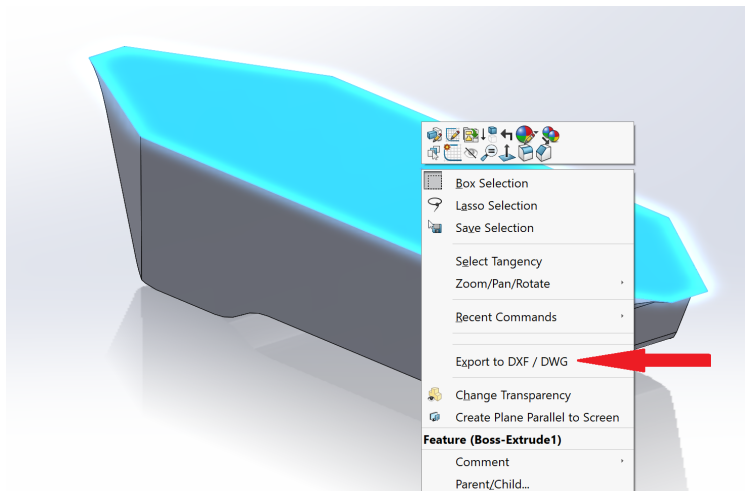 Box Selection
Lasso Selection
Save Selection
Select Tangency
Zoom/Pan/Rotate
Recent Commands
Export to DXF / DWG
Change Transparency
Create Plane Parallel to Screen
Feature (Boss-Extrude1)
Comment
Parent/Child...